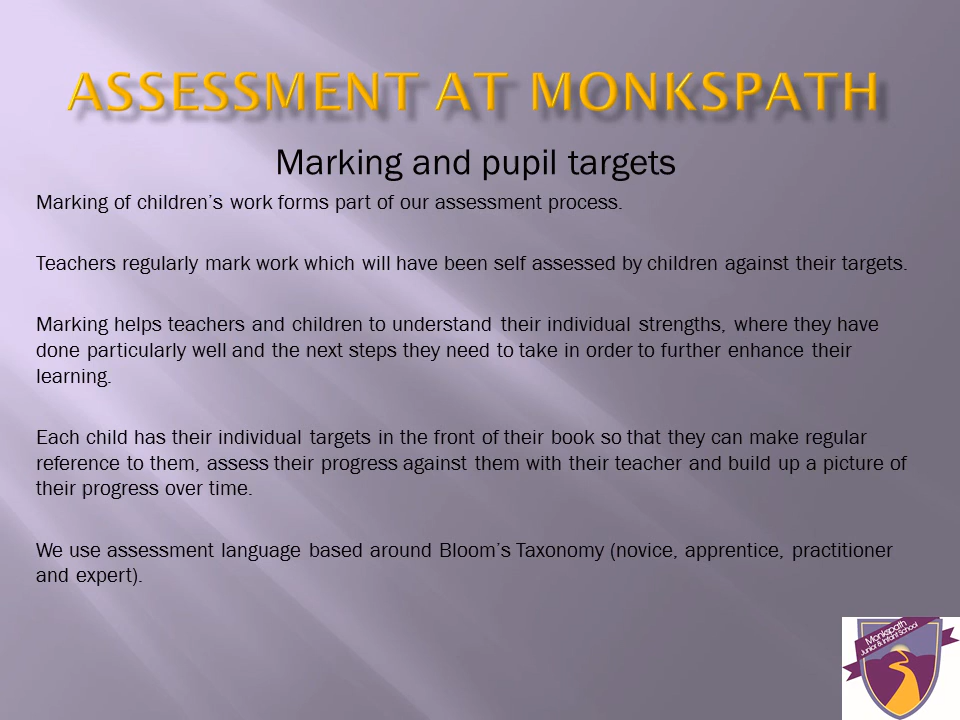 ASSESSMENT AT MONKSPATH
Marking and pupil targets
Marking of children's work forms part of our assessment process.
Teachers regularly mark work which will have been self assessed by children against their targets.
Marking helps teachers and children to understand their individual strengths, where they have
done particularly well and the next steps they need to take in order to further enhance their
learning.
Each child has their individual targets in the front of their book so that they can make regular
reference to them, assess their progress against them with their teacher and build up a picture of
their progress over time.
We use assessment language based around Bloom's Taxonomy (novice, apprentice, practitioner
and expert).
Monkspath
Junior & Infant School